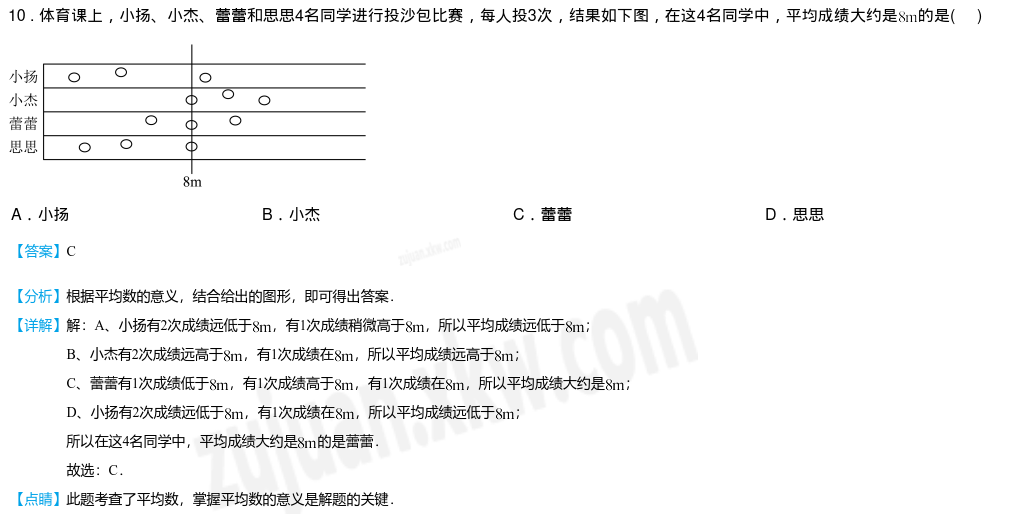 10．体育课上，小扬、小杰、蕾蕾和思思4名同学进行投沙包比赛，每人投3次，结果如下图，在这4名同学中，平均成绩大约是8m的是(　)
小扬
小杰
蕾蕾
思思
8m
A．小扬 B．小杰 C．蕾蕾 D．思思
【答案】C
zujuan.xkw.com
【分析】根据平均数的意义，结合给出的图形，即可得出答案．
【详解】解：A、小扬有2次成绩远低于8m，有1次成绩稍微高于8m，所以平均成绩远低于8m；
B、小杰有2次成绩远高于8m，有1次成绩在8m，所以平均成绩远高于8m；
C、蕾蕾有1次成绩低于8m，有1次成绩高于8m，有1次成绩在8m，所以平均成绩大约是8m；
D、小扬有2次成绩远低于8m，有1次成绩在8m，所以平均成绩远低于8m；
所以在这4名同学中，平均成绩大约是8m的是蕾蕾．
故选：C．
【点睛】此题考查了平均数，掌握平均数的意义是解题的关键．
zujuan.xkw.com